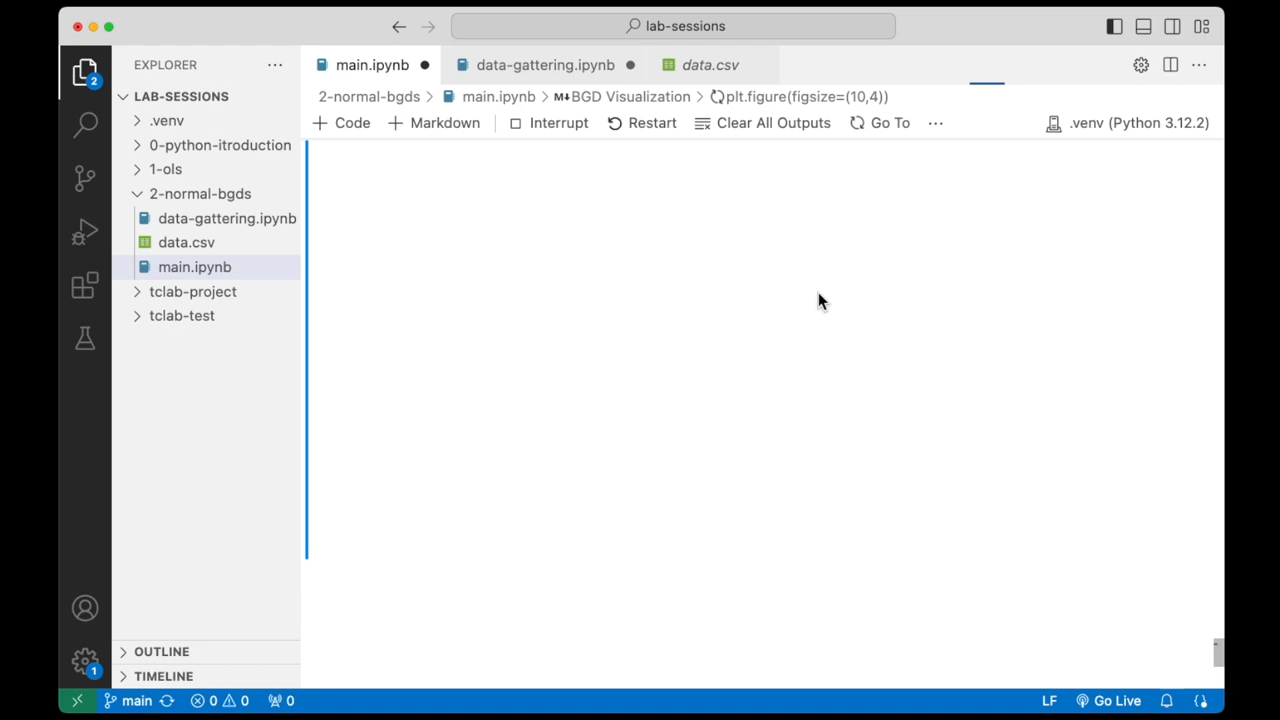 lab-sessions
EXPLORER
main.ipynb
data-gattering.ipynb
data.csv
LAB-SESSIONS
2-normal-bgds
main.ipynb
BGD Visualization
plt.figure(figsize=(10,4))
.venv
Code
Markdown
Interrupt
Restart
Clear All Outputs
Go To
.venv (Python 3.12.2)
0-python-itroduction
1-ols
2-normal-bgds
data-gattering.ipynb
data.csv
main.ipynb
tclab-project
tclab-test
2
1
OUTLINE
TIMELINE
main
0
0
0
LF
Go Live